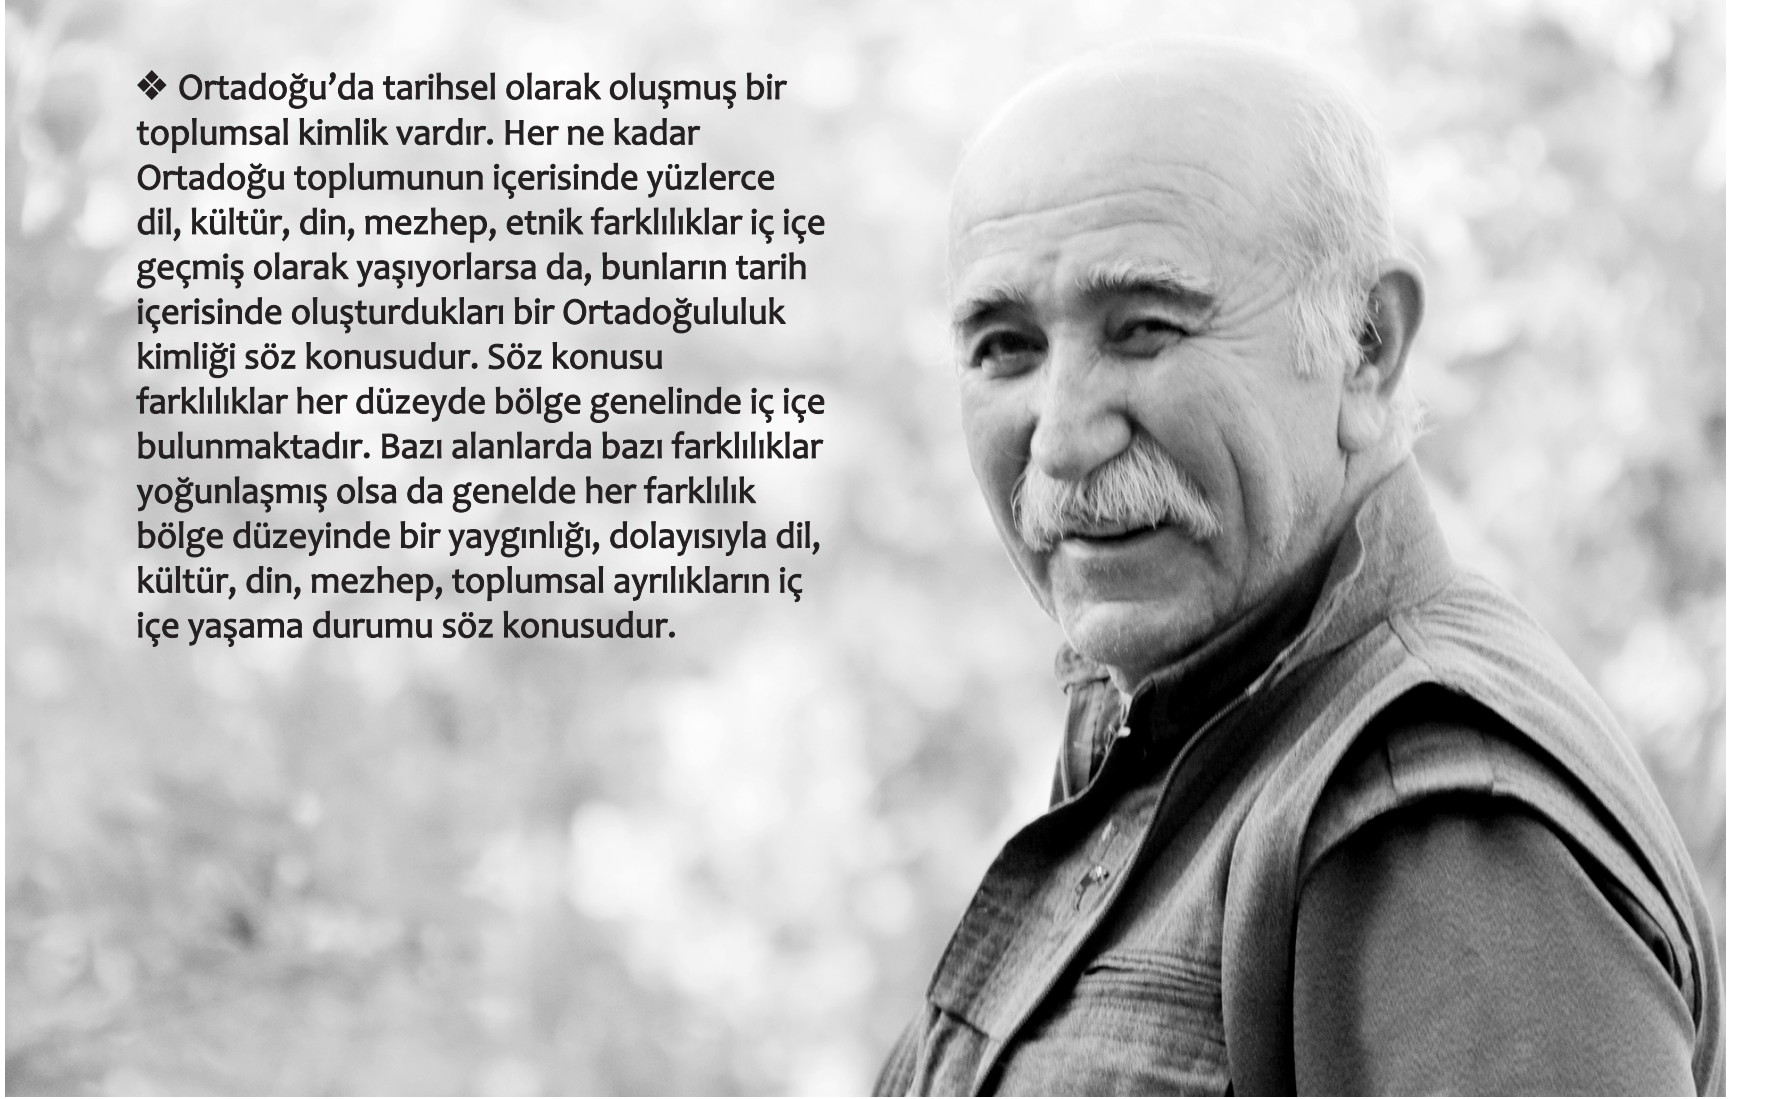 ❖ Ortadoğu’da tarihsel olarak oluşmuş bir
toplumsal kimlik vardır. Her ne kadar
Ortadoğu toplumunun içerisinde yüzlerce
dil, kültür, din, mezhep, etnik farklılıklar iç içe
geçmiş olarak yaşıyorlarsa da, bunların tarih
içerisinde oluşturdukları bir Ortadoğululuk
kimliği söz konusudur. Söz konusu
farklılıklar her düzeyde bölge genelinde iç içe
bulunmaktadır. Bazı alanlarda bazı farklılıklar
yoğunlaşmış olsa da genelde her farklılık
bölge düzeyinde bir yaygınlığı, dolayısıyla dil,
kültür, din, mezhep, toplumsal ayrılıkların iç
içe yaşama durumu söz konusudur.